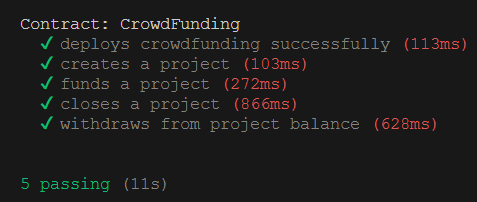 Contract: CrowdFunding
✓ deploys crowdfunding successfully (113ms)
✓ creates a project (103ms)
✓ funds a project (272ms)
✓ closes a project (866ms)
✓ withdraws from project balance (628ms)
5 passing (11s)